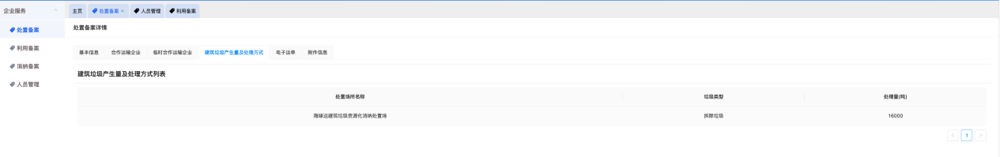 企业服务
主页 处置备案 × 人员管理 利用备案
处置备案
利用备案
消纳备案
人员管理
处置备案详情
基本信息 合作运输企业 临时合作运输企业 建筑垃圾产生量及处理方式 电子运单 附件信息
建筑垃圾产生量及处理方式列表
处置场所名称 垃圾类型 处理量(吨)
海绿运建筑垃圾资源化消纳处置场 拆除垃圾 16000
< 1 >